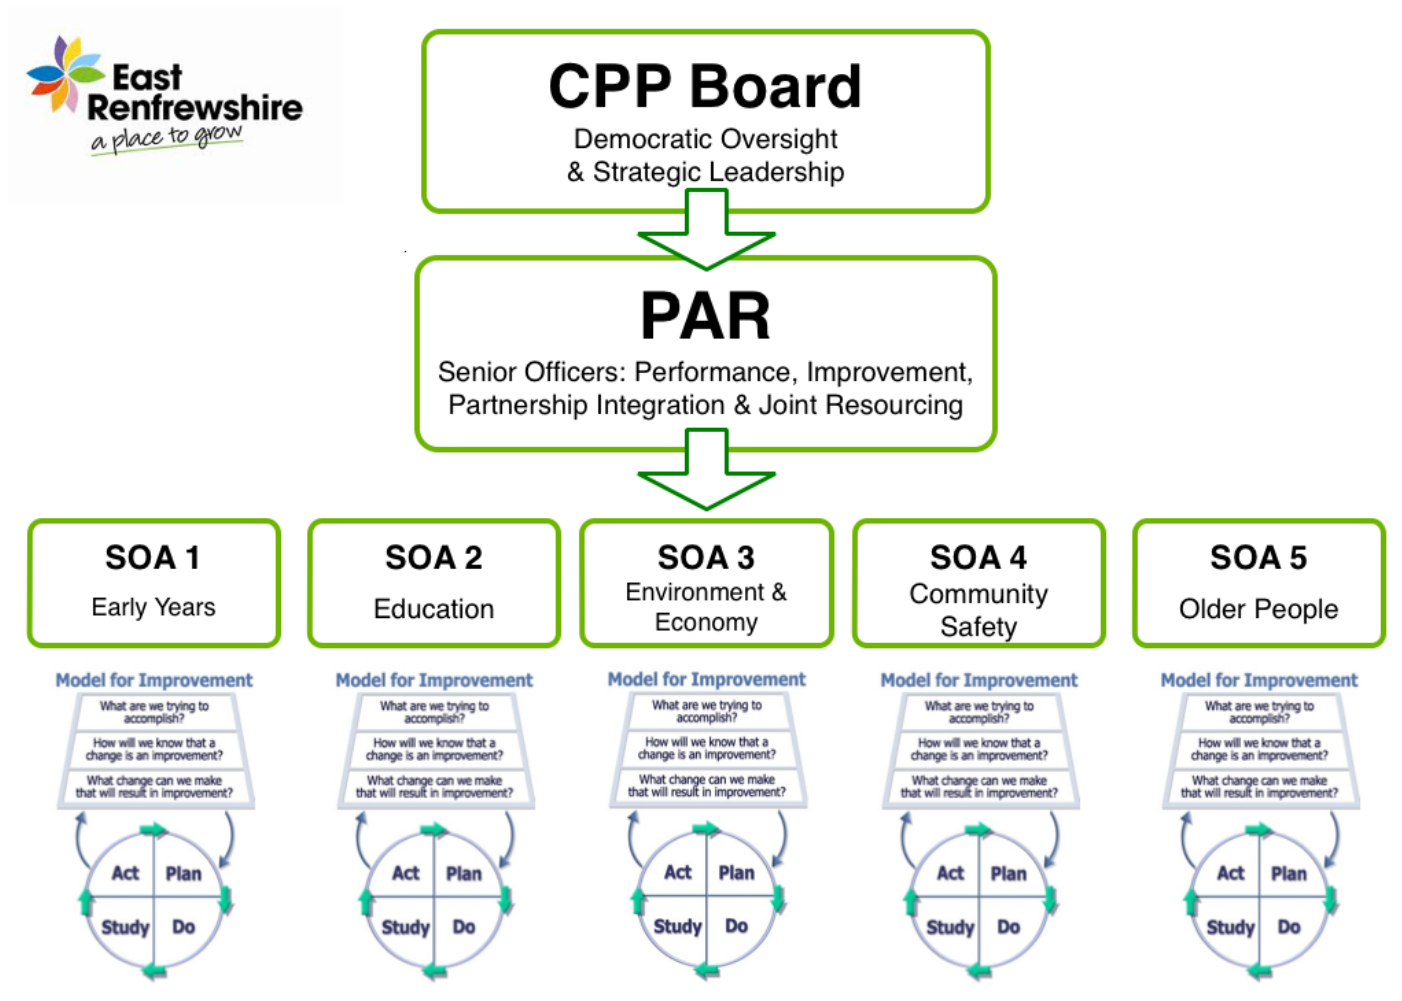 East
Renfrewshire
a place to grow
CPP Board
Democratic Oversight
& Strategic Leadership
PAR
Senior Officers: Performance, Improvement,
Partnership Integration & Joint Resourcing
SOA 1
Early Years
SOA 2
Education
SOA 3
Environment &
Economy
SOA 4
Community
Safety
SOA 5
Older People
Model for Improvement
What are we trying to
accomplish?
How will we know that a
change is an improvement?
What change can we make
that will result in improvement?
Act
Plan
Study
Do
Model for Improvement
What are we trying to
accomplish?
How will we know that a
change is an improvement?
What change can we make
that will result in improvement?
Act
Plan
Study
Do
Model for Improvement
What are we trying to
accomplish?
How will we know that a
change is an improvement?
What change can we make
that will result in improvement?
Act
Plan
Study
Do
Model for Improvement
What are we trying to
accomplish?
How will we know that a
change is an improvement?
What change can we make
that will result in improvement?
Act
Plan
Study
Do
Model for Improvement
What are we trying to
accomplish?
How will we know that a
change is an improvement?
What change can we make
that will result in improvement?
Act
Plan
Study
Do